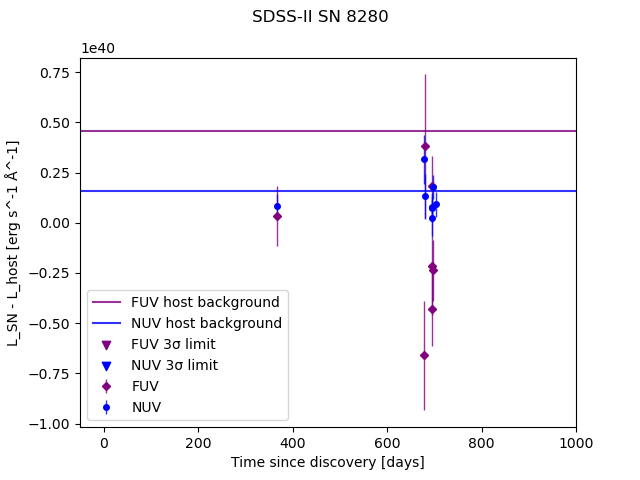 SDSS-II SN 8280
1e40
0.75
0.50
0.25
0.00
−0.25
−0.50
−0.75
−1.00
L_SN - L_host [erg s^-1 Å^-1]
FUV host background
NUV host background
FUV 3σ limit
NUV 3σ limit
FUV
NUV
0 200 400 600 800 1000
Time since discovery [days]